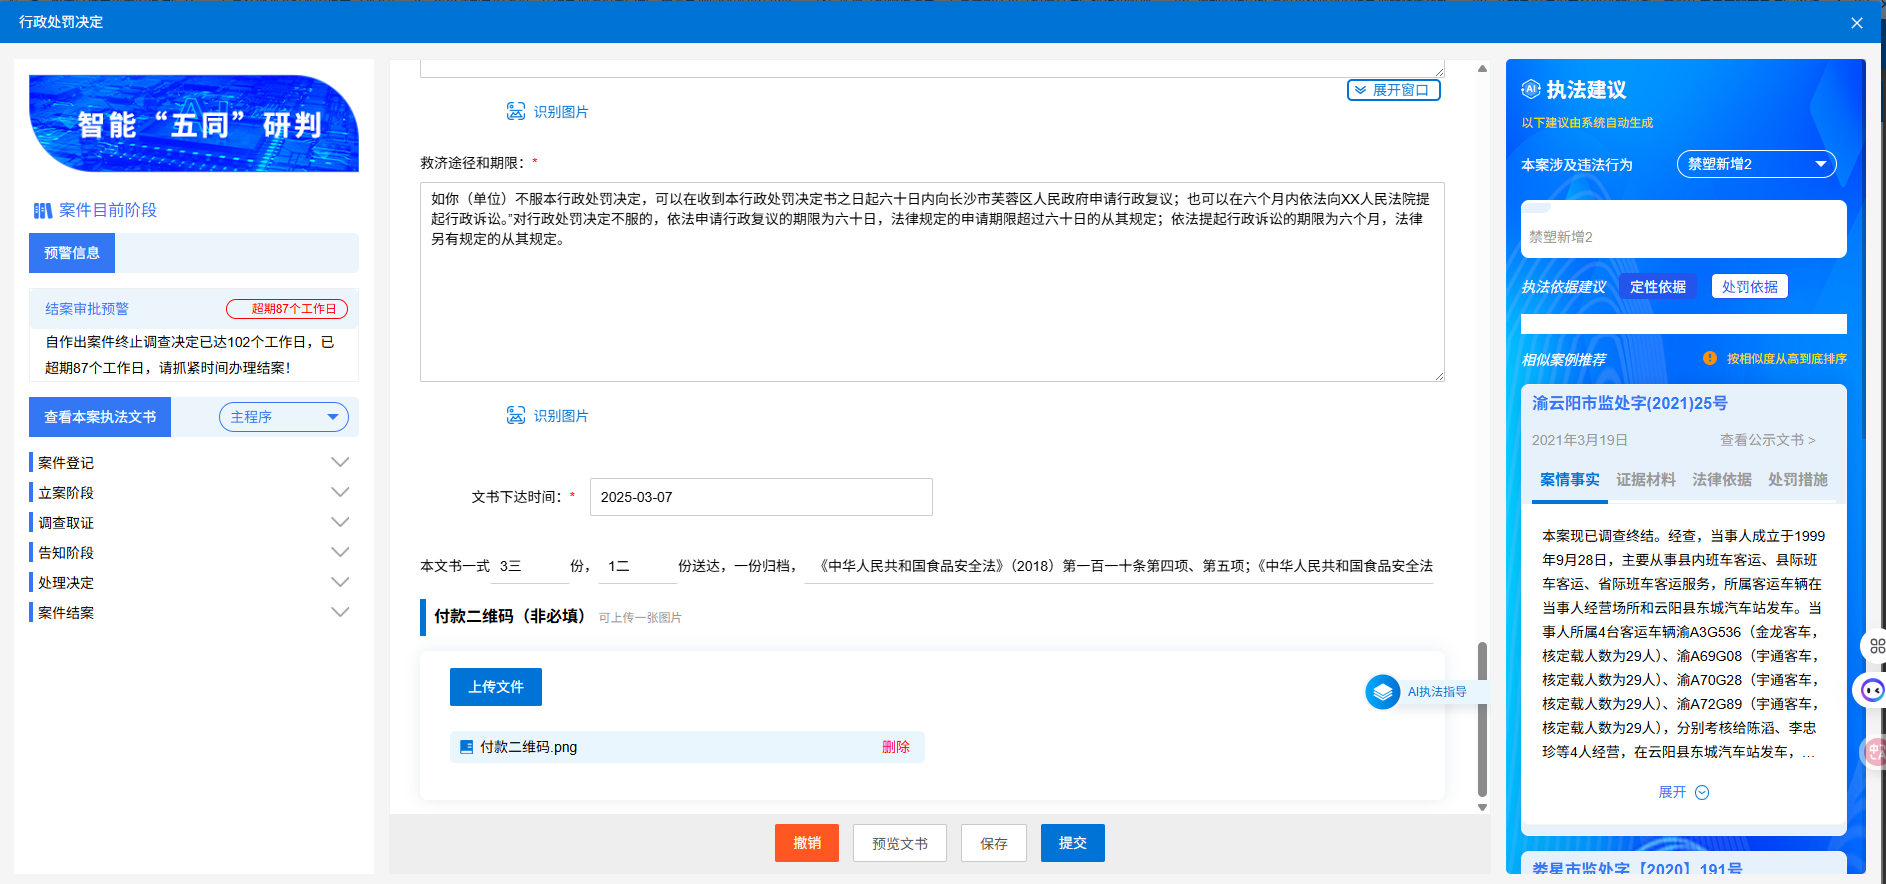 行政处罚决定
智能“五同”研判
案件目前阶段
预警信息
结案审批预警
超期87个工作日
自作出案件终止调查决定已达102个工作日，已
超期87个工作日，请抓紧时间办理结案！
查看本案执法文书
主程序
案件登记
立案阶段
调查取证
告知阶段
处理决定
案件结案
展开窗口
识别图片
救济途径和期限：*
如你（单位）不服本行政处罚决定，可以在收到本行政处罚决定书之日起六十日内向长沙市芙蓉区人民政府申请行政复议；也可以在六个月内依法向XX人民法院提
起行政诉讼。”对行政处罚决定不服的，依法申请行政复议的期限为六十日，法律规定的申请期限超过六十日的从其规定；依法提起行政诉讼的期限为六个月，法律
另有规定的从其规定。
识别图片
文书下达时间：* 2025-03-07
本文书一式 3三 份， 1二 份送达，一份归档， 《中华人民共和国食品安全法》（2018）第一百一十条第四项、第五项；《中华人民共和国食品安全法
付款二维码（非必填） 可上传一张图片
上传文件
付款二维码.png 删除
AI执法指导
撤销 预览文书 保存 提交
AI 执法建议
以下建议由系统自动生成
本案涉及违法行为 禁塑新增2
禁塑新增2
执法依据建议 定性依据 处罚依据
相似案例推荐 按相似度从高到底排序
渝云阳市监处字(2021)25号
2021年3月19日 查看公示文书 >
案情事实 证据材料 法律依据 处罚措施
本案现已调查终结。经查，当事人成立于1999
年9月28日，主要从事县内班车客运、县际班
车客运、省际班车客运服务，所属客运车辆在
当事人经营场所和云阳县东城汽车站发车。当
事人所属4台客运车辆渝A3G536（金龙客车，
核定载人数为29人）、渝A69G08（宇通客车，
核定载人数为29人）、渝A70G28（宇通客车，
核定载人数为29人）、渝A72G89（宇通客车，
核定载人数为29人），分别考核给陈滔、李忠
珍等4人经营，在云阳县东城汽车站发车，…
展开
娄星市监处字【2020】191号